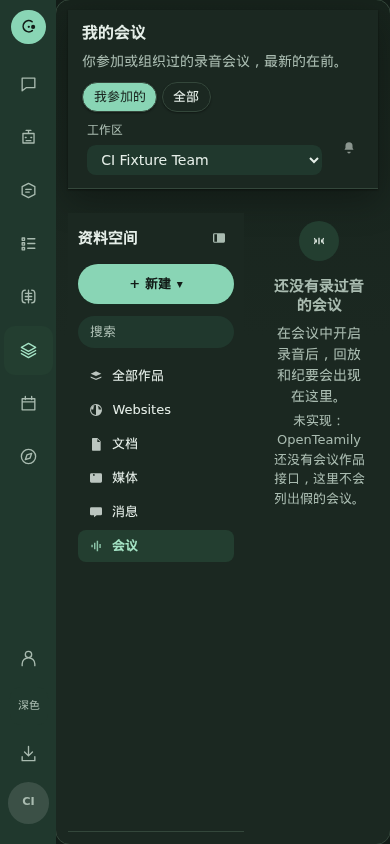 我的会议
你参加或组织过的录音会议，最新的在前。
我参加的
全部
工作区
CI Fixture Team
资料空间
+ 新建 ▾
搜索
全部作品
Websites
文档
媒体
消息
会议
还没有录过音
的会议
在会议中开启
录音后，回放
和纪要会出现
在这里。
未实现：
OpenTeamily
还没有会议作品
接口，这里不会
列出假的会议。
深色
CI